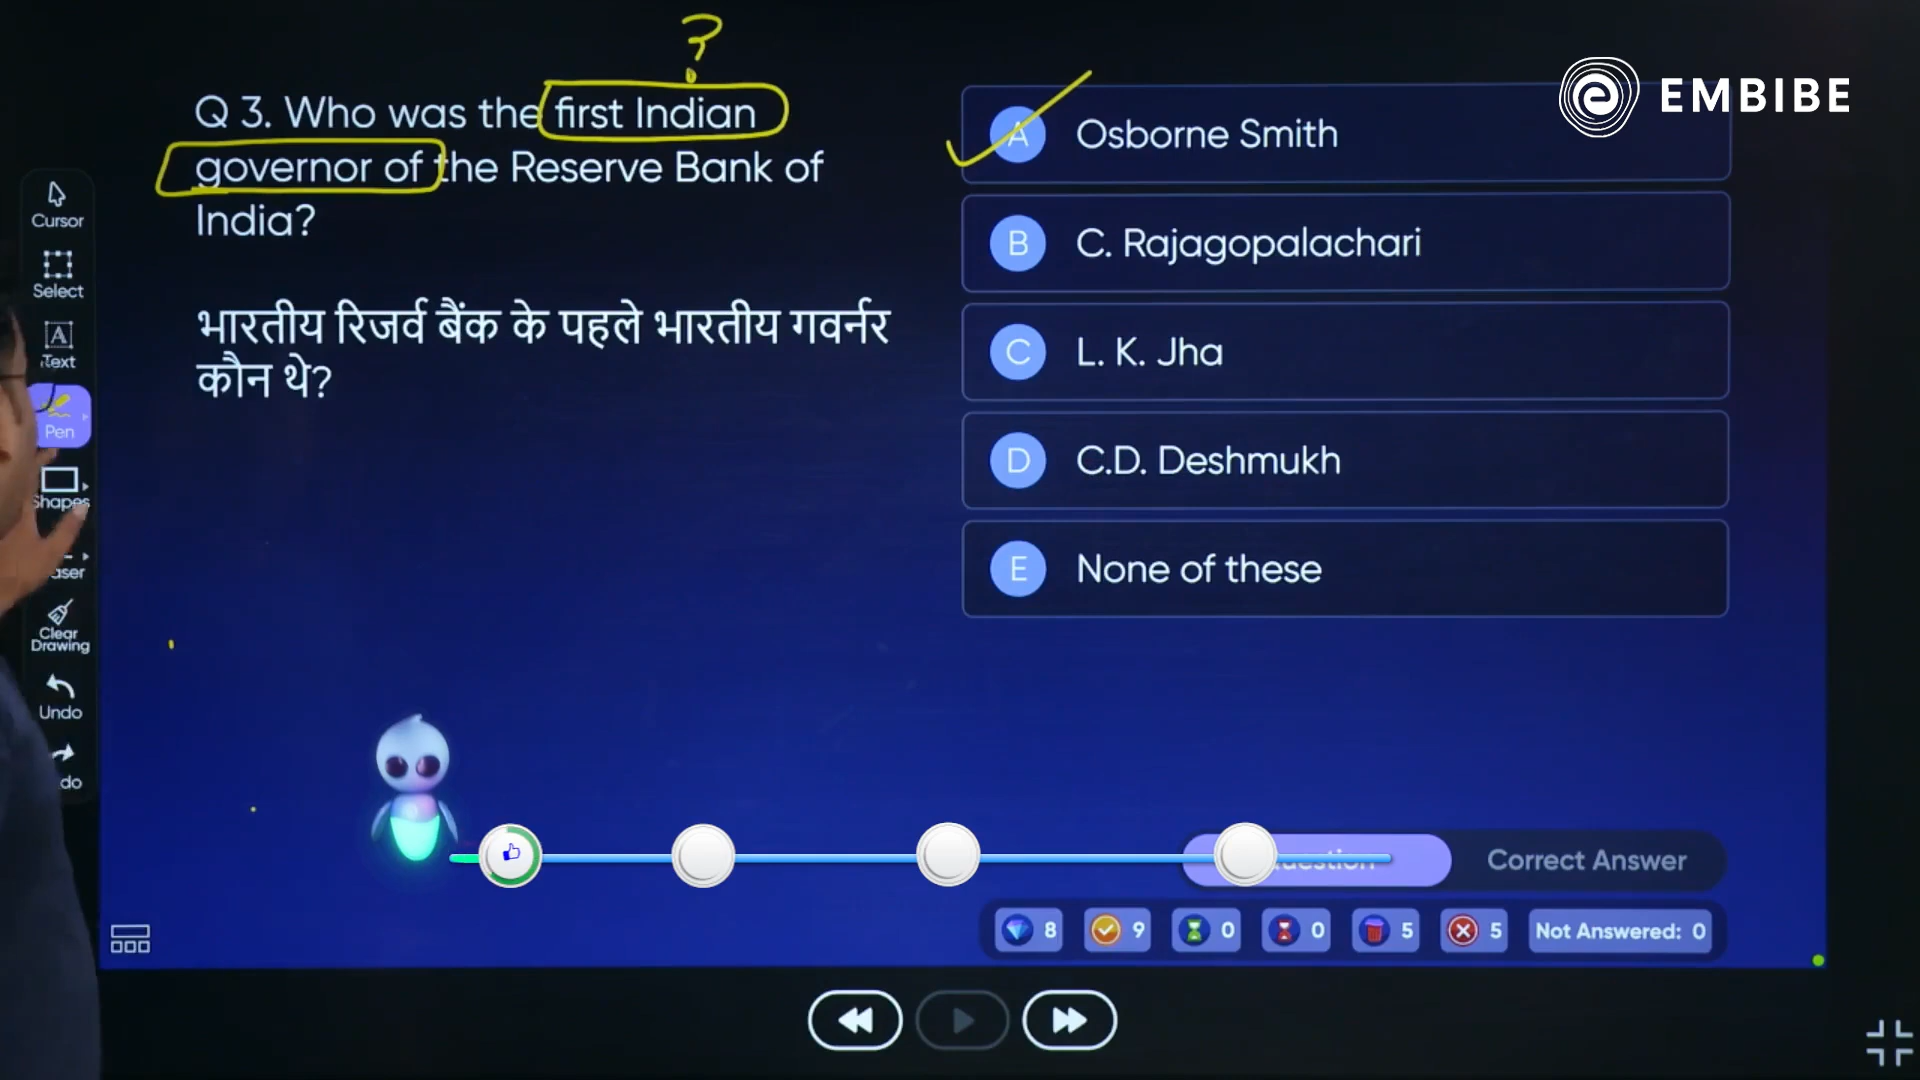 ?
EMBIBE
Q 3. Who was the first Indian
governor of the Reserve Bank of
India?
भारतीय रिजर्व बैंक के पहले भारतीय गवर्नर
कौन थे?
A Osborne Smith
B C. Rajagopalachari
C L. K. Jha
D C.D. Deshmukh
E None of these
Cursor
Select
A
Text
Pen
Shapes
Clear
Drawing
Undo
Correct Answer
8 9 0 0 5 5 Not Answered: 0